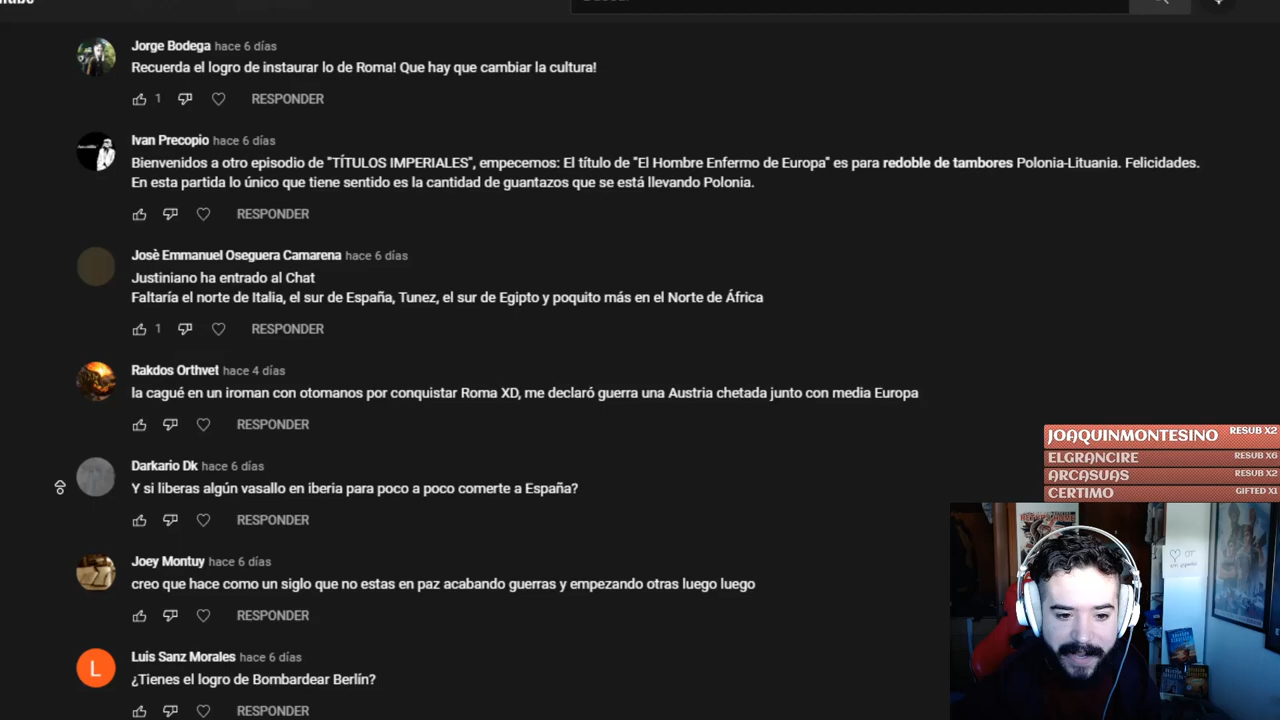 Jorge Bodega hace 6 días
Recuerda el logro de instaurar lo de Roma! Que hay que cambiar la cultura!
1 RESPONDER
Ivan Precopio hace 6 días
Bienvenidos a otro episodio de "TÍTULOS IMPERIALES", empecemos: El título de "El Hombre Enfermo de Europa" es para redoble de tambores Polonia-Lituania. Felicidades.
En esta partida lo único que tiene sentido es la cantidad de guantazos que se está llevando Polonia.
RESPONDER
Josè Emmanuel Oseguera Camarena hace 6 días
Justiniano ha entrado al Chat
Faltaría el norte de Italia, el sur de España, Tunez, el sur de Egipto y poquito más en el Norte de África
1 RESPONDER
Rakdos Orthvet hace 4 días
la cagué en un iroman con otomanos por conquistar Roma XD, me declaró guerra una Austria chetada junto con media Europa
RESPONDER
JOAQUINMONTESINO RESUB X2
ELGRANCIRE RESUB X6
ARCASUAS RESUB X2
CERTIMO GIFTED X1
Darkario Dk hace 6 días
Y si liberas algún vasallo en iberia para poco a poco comerte a España?
RESPONDER
Joey Montuy hace 6 días
creo que hace como un siglo que no estas en paz acabando guerras y empezando otras luego luego
RESPONDER
L
Luis Sanz Morales hace 6 días
¿Tienes el logro de Bombardear Berlín?
RESPONDER